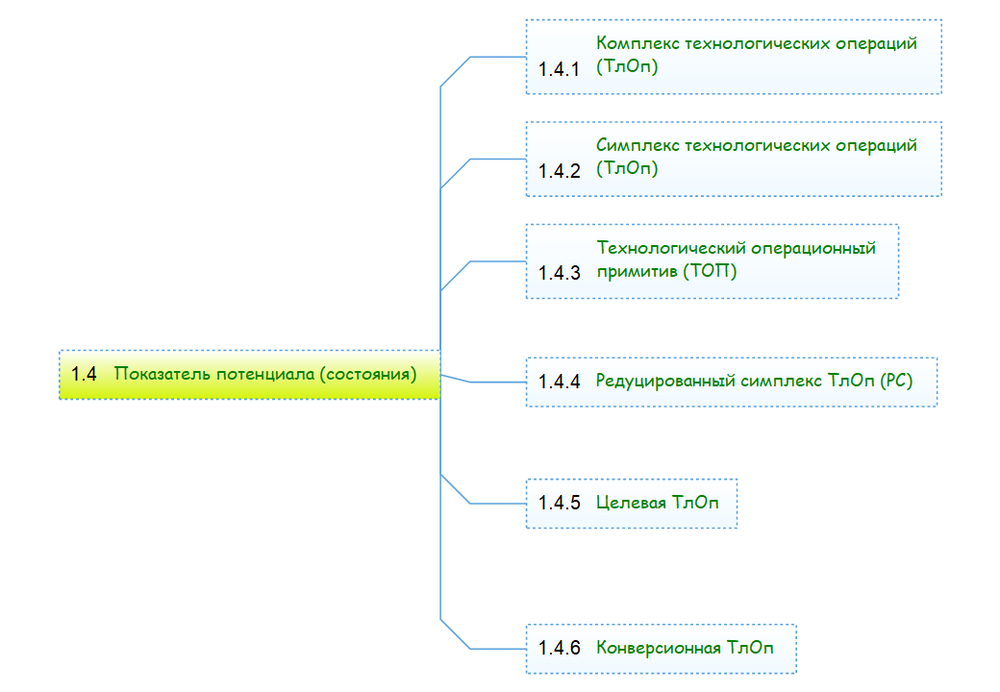 Комплекс технологических операций
1.4.1 (ТлОп)
Симплекс технологических операций
1.4.2 (ТлОп)
Технологический операционный
1.4.3 примитив (ТОП)
1.4 Показатель потенциала (состояния)
1.4.4 Редуцированный симплекс ТлОп (РС)
1.4.5 Целевая ТлОп
1.4.6 Конверсионная ТлОп